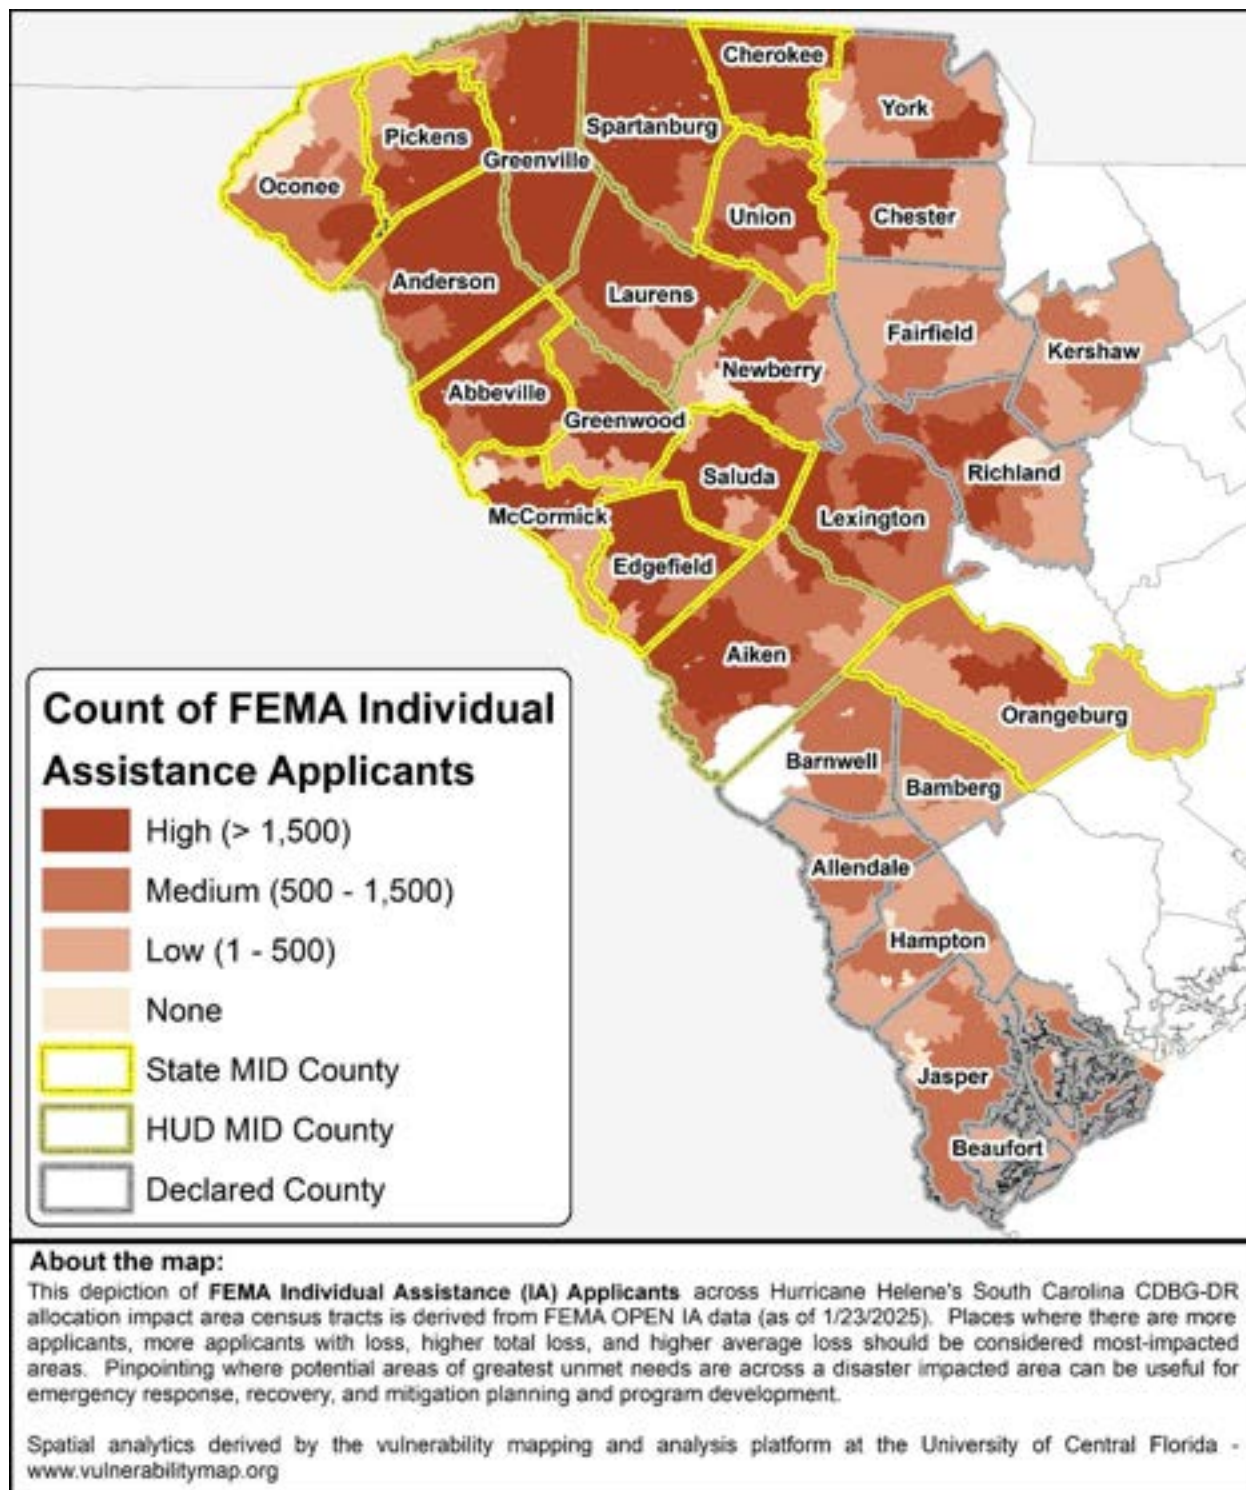 Cherokee
York
Pickens
Spartanburg
Greenville
Oconee
Union
Chester
Anderson
Laurens
Fairfield
Kershaw
Newberry
Abbeville
Greenwood
Saluda
Richland
McCormick
Lexington
Edgefield
Aiken
Orangeburg
Barnwell
Bamberg
Allendale
Hampton
Jasper
Beaufort
Count of FEMA Individual
Assistance Applicants
High (> 1,500)
Medium (500 - 1,500)
Low (1 - 500)
None
State MID County
HUD MID County
Declared County
About the map:
This depiction of FEMA Individual Assistance (IA) Applicants across Hurricane Helene's South Carolina CDBG-DR
allocation impact area census tracts is derived from FEMA OPEN IA data (as of 1/23/2025). Places where there are more
applicants, more applicants with loss, higher total loss, and higher average loss should be considered most-impacted
areas. Pinpointing where potential areas of greatest unmet needs are across a disaster impacted area can be useful for
emergency response, recovery, and mitigation planning and program development.
Spatial analytics derived by the vulnerability mapping and analysis platform at the University of Central Florida -
www.vulnerabilitymap.org